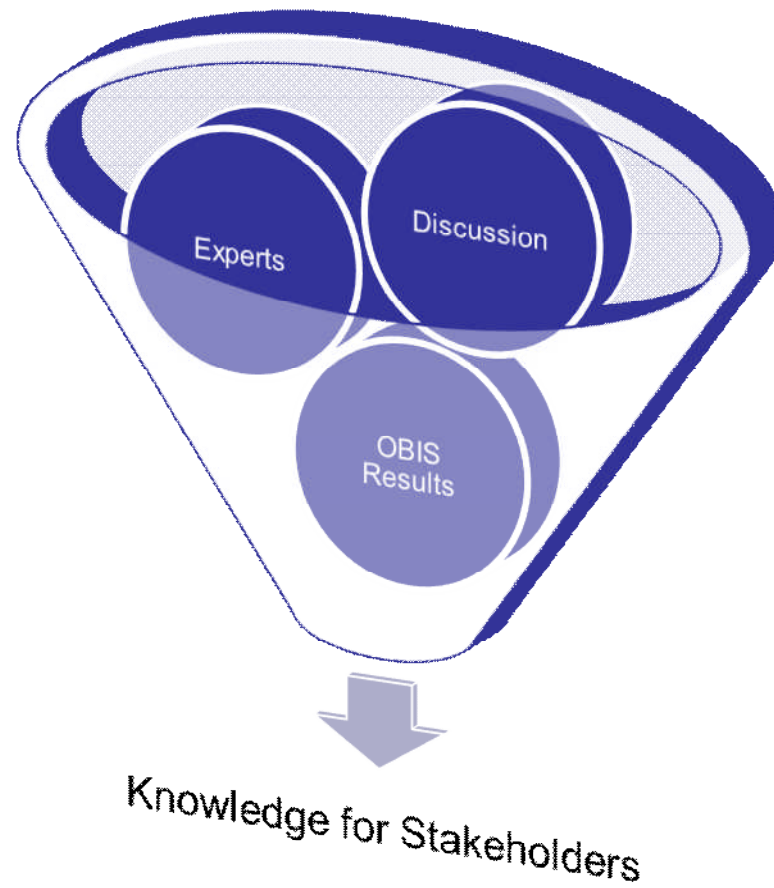 Experts
Discussion
OBIS
Results
Knowledge for Stakeholders